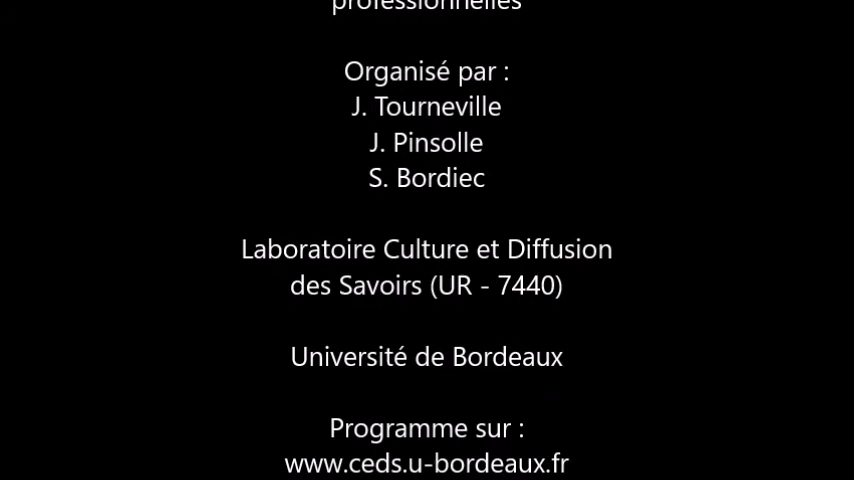 professionnelles
Organisé par :
J. Tourneville
J. Pinsolle
S. Bordiec
Laboratoire Culture et Diffusion
des Savoirs (UR - 7440)
Université de Bordeaux
Programme sur :
www.ceds.u-bordeaux.fr